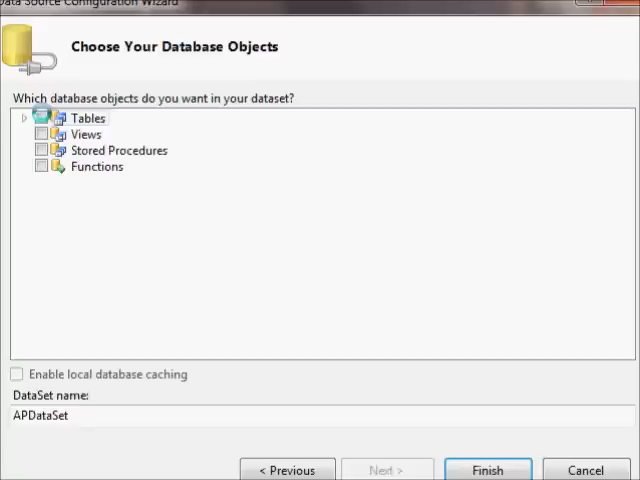 Data Source Configuration Wizard
Choose Your Database Objects
Which database objects do you want in your dataset?
Tables
Views
Stored Procedures
Functions
Enable local database caching
DataSet name:
APDataSet
< Previous
Next >
Finish
Cancel